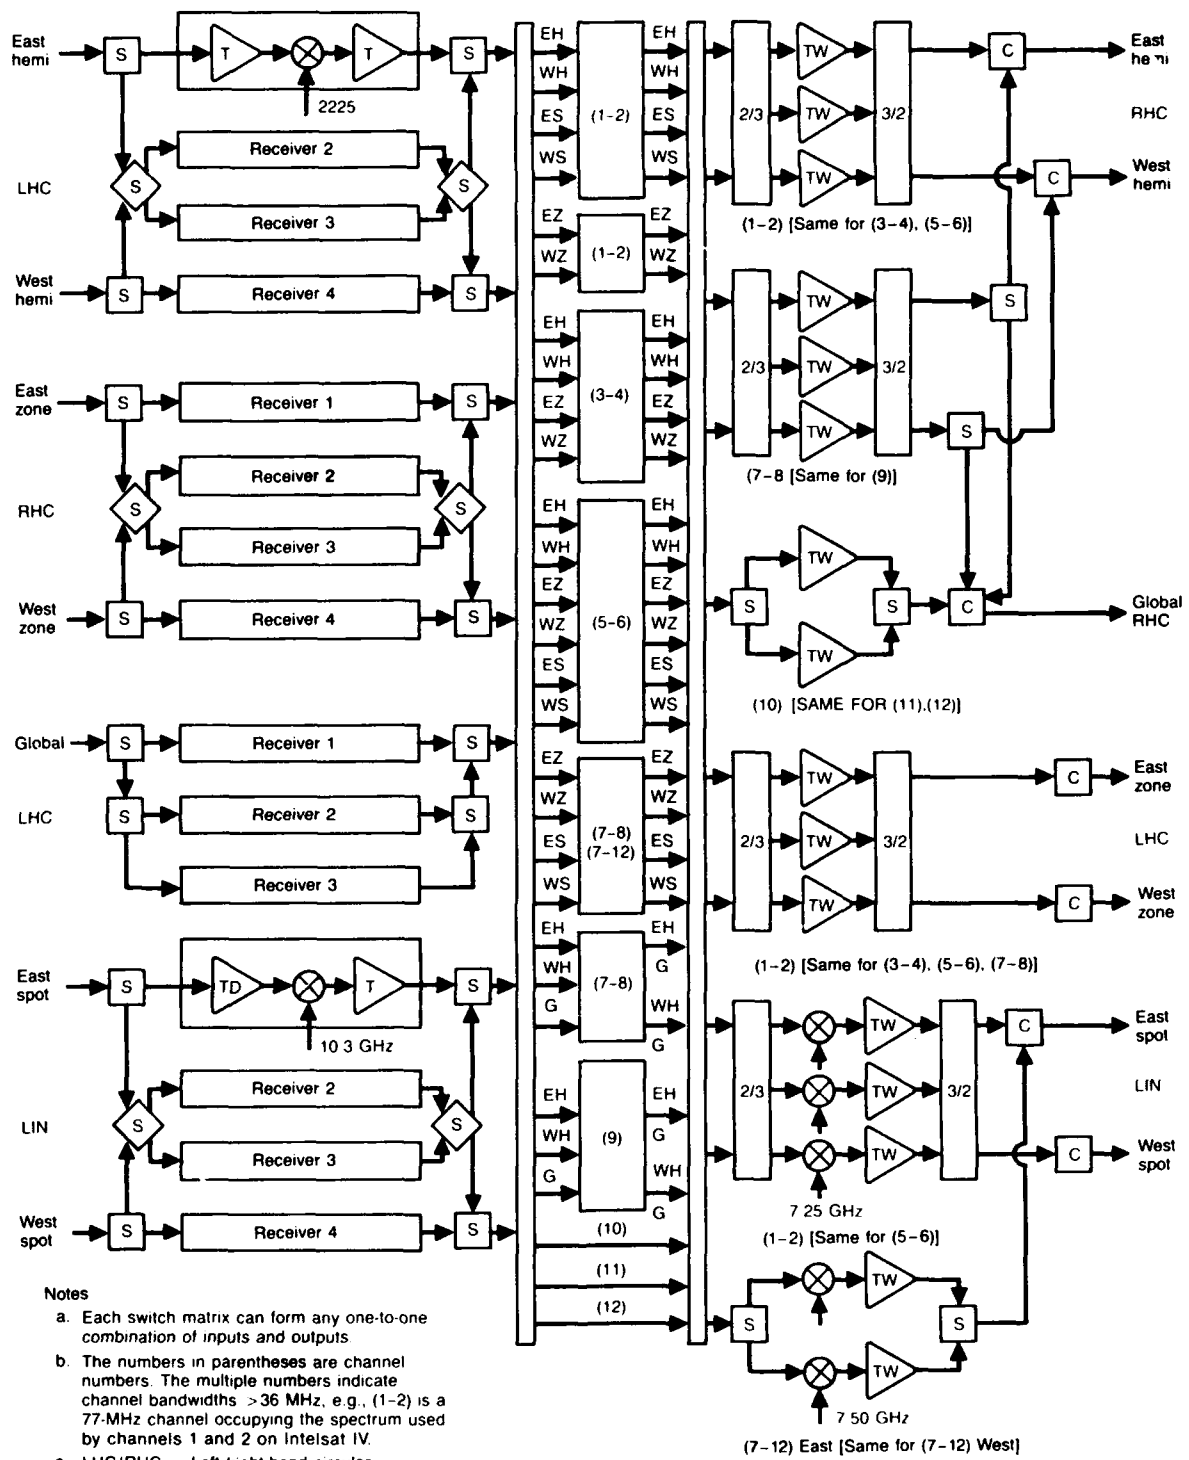 East
hemi
S
T
T
S
2225
Receiver 2
LHC
S
S
Receiver 3
West
hemi
S
Receiver 4
S
East
zone
S
Receiver 1
S
Receiver 2
RHC
S
S
Receiver 3
West
zone
S
Receiver 4
S
Global
S
Receiver 1
S
LHC
S
Receiver 2
S
Receiver 3
East
spot
S
TD
T
S
10 3 GHz
Receiver 2
LIN
S
S
Receiver 3
West
spot
S
Receiver 4
S
EH
WH
ES
WS
(1-2)
EH
WH
ES
WS
EZ
WZ
(1-2)
EZ
WZ
EH
WH
EZ
WZ
(3-4)
EH
WH
EZ
WZ
EH
WH
EZ
WZ
ES
WS
(5-6)
EH
WH
EZ
WZ
ES
WS
EZ
WZ
ES
WS
(7-8)
(7-12)
EZ
WZ
ES
WS
EH
WH
G
(7-8)
EH
G
WH
G
EH
WH
G
(9)
EH
G
WH
G
(10)
(11)
(12)
2/3
TW
TW
TW
3/2
C
East
hemi
RHC
C
West
hemi
(1-2) [Same for (3-4), (5-6)]
2/3
TW
TW
TW
3/2
S
S
(7-8 [Same for (9)]
S
TW
TW
S
C
Global
RHC
(10) [SAME FOR (11).(12)]
2/3
TW
TW
TW
3/2
C
East
zone
LHC
C
West
zone
(1-2) [Same for (3-4), (5-6), (7-8)]
2/3
TW
TW
TW
3/2
C
East
spot
LIN
C
West
spot
7 25 GHz
(1-2) [Same for (5-6)]
S
TW
TW
S
7 50 GHz
(7-12) East [Same for (7-12) West]
Notes
a. Each switch matrix can form any one-to-one
combination of inputs and outputs
b. The numbers in parentheses are channel
numbers. The multiple numbers indicate
channel bandwidths >36 MHz, e.g., (1-2) is a
77-MHz channel occupying the spectrum used
by channels 1 and 2 on Intelsat IV.